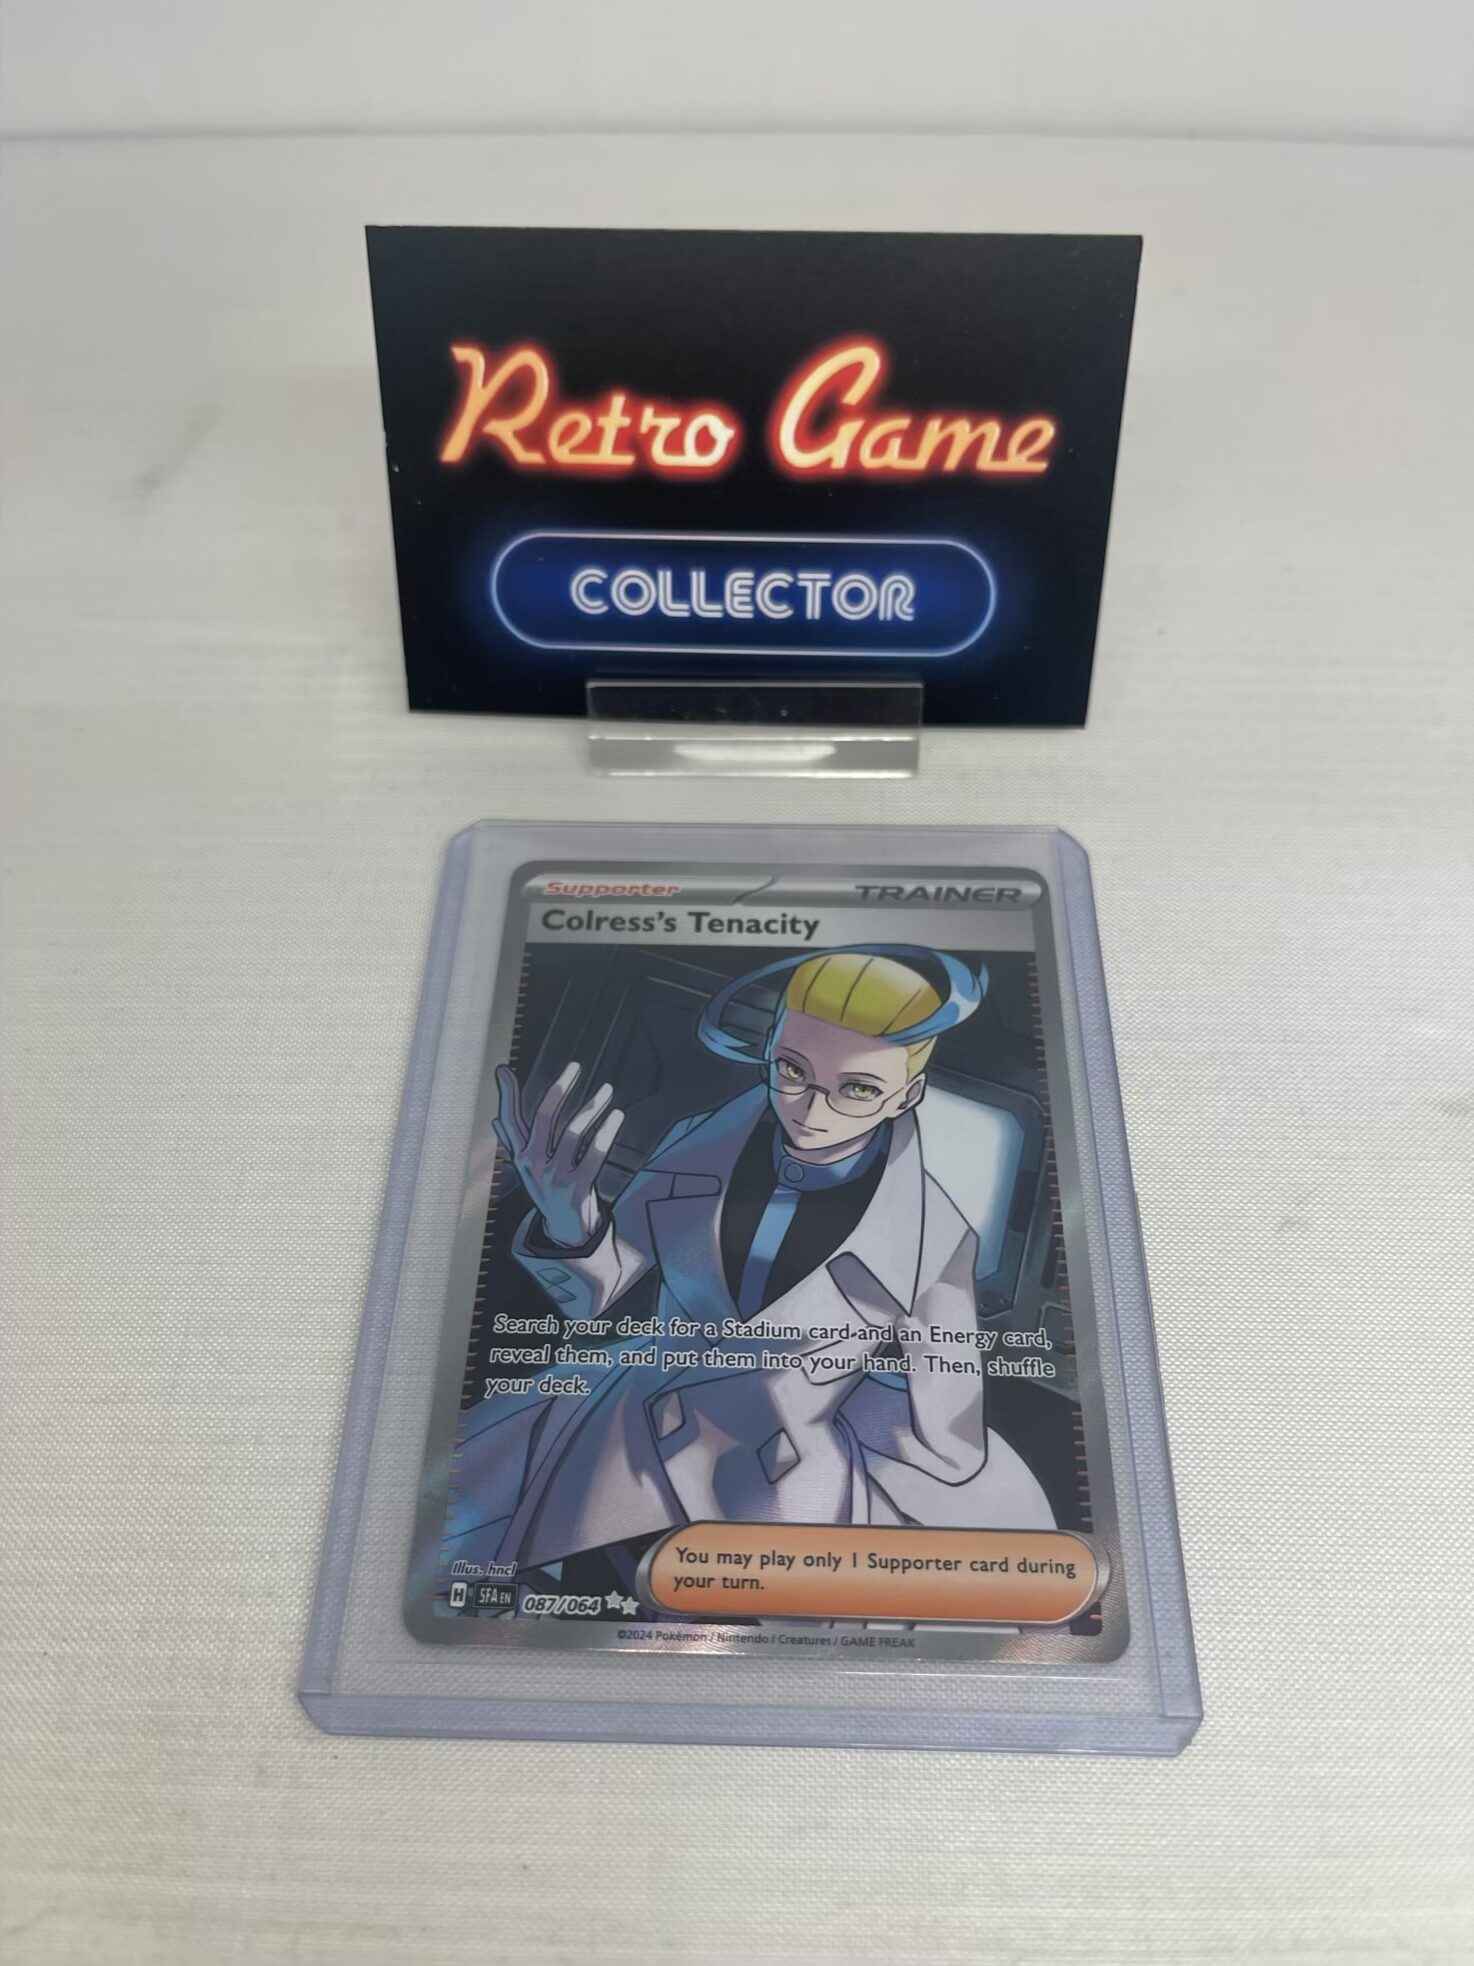 Retro Game
COLLECTOR
Supporter
TRAINER
Colress's Tenacity
Search your deck for a Stadium card and an Energy card,
reveal them, and put them into your hand. Then, shuffle
your deck.
You may play only 1 Supporter card during
your turn.
Illus. hncl
H SFA EN 087/064
©2024 Pokémon / Nintendo / Creatures / GAME FREAK